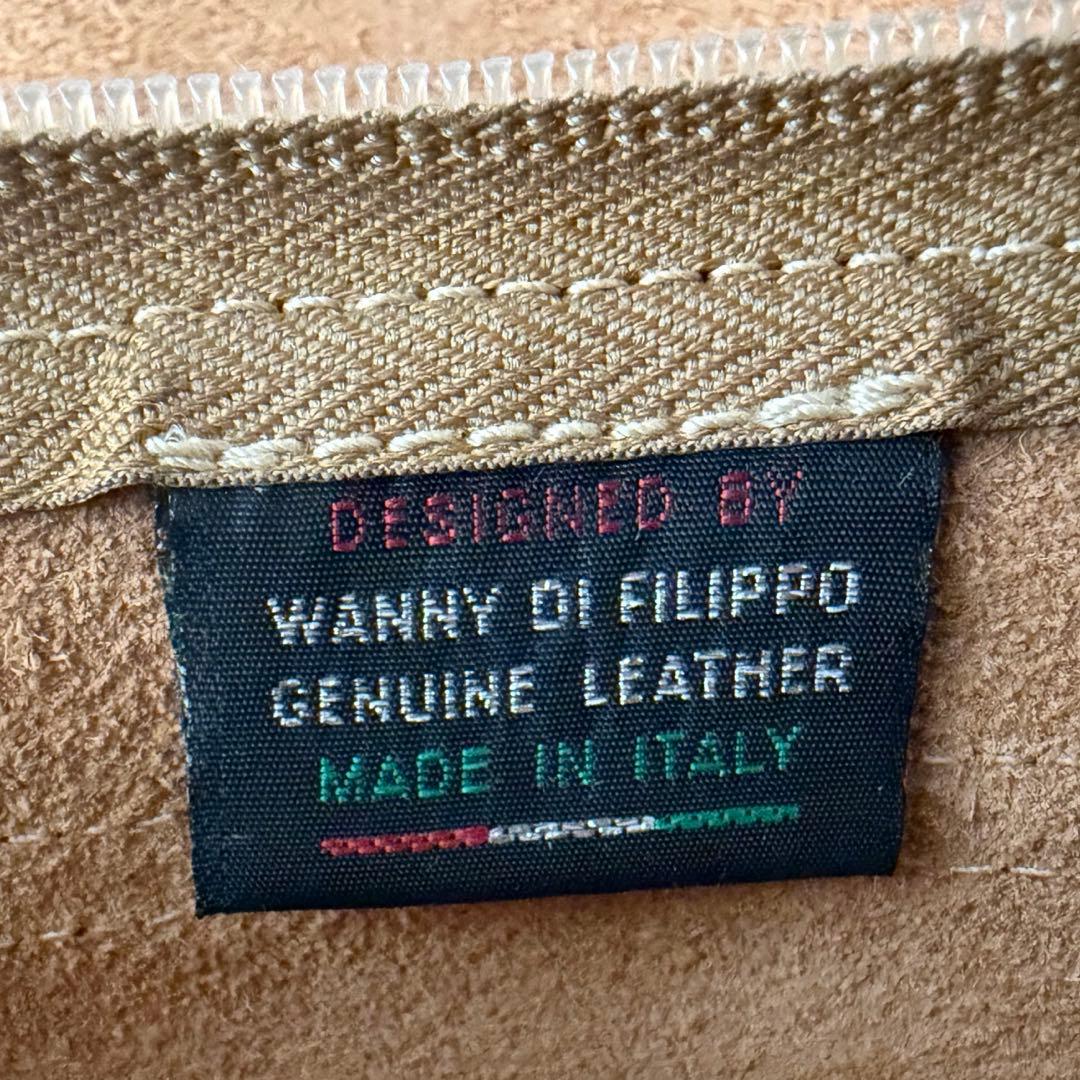 DESIGNED BY
WANNY DI FILIPPO
GENUINE LEATHER
MADE IN ITALY